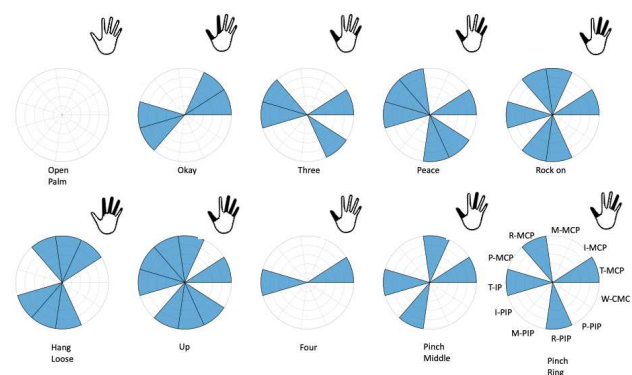 Open
Palm
Okay
Three
Peace
Rock on
R-MCP
M-MCP
I-MCP
P-MCP
T-MCP
T-IP
W-CMC
I-PIP
P-PIP
M-PIP
R-PIP
Hang
Loose
Up
Four
Pinch
Middle
Pinch
Ring